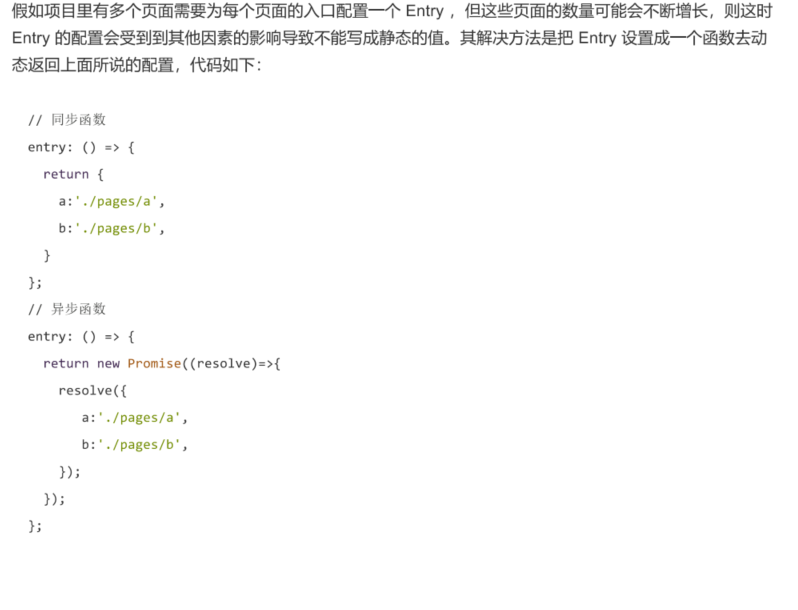 假如项目里有多个页面需要为每个页面的入口配置一个 Entry ，但这些页面的数量可能会不断增长，则这时
Entry 的配置会受到到其他因素的影响导致不能写成静态的值。其解决方法是把 Entry 设置成一个函数去动
态返回上面所说的配置，代码如下：
// 同步函数
entry: () => {
  return {
    a:'./pages/a',
    b:'./pages/b',
  }
};
// 异步函数
entry: () => {
  return new Promise((resolve)=>{
    resolve({
       a:'./pages/a',
       b:'./pages/b',
    });
  });
};